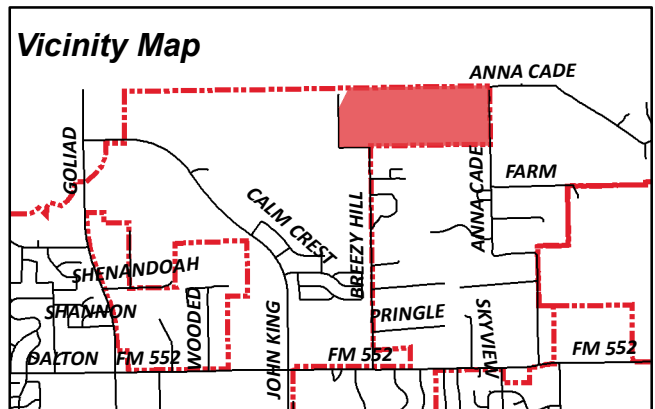 Vicinity Map
ANNA CADE
GOLIAD
FARM
CALM CREST
BREEZY HILL
ANNA CADE
SHENANDOAH
SHANNON
WOODED
PRINGLE
SKYVIEW
DALTON
FM 552
JOHN KING
FM 552
FM 552